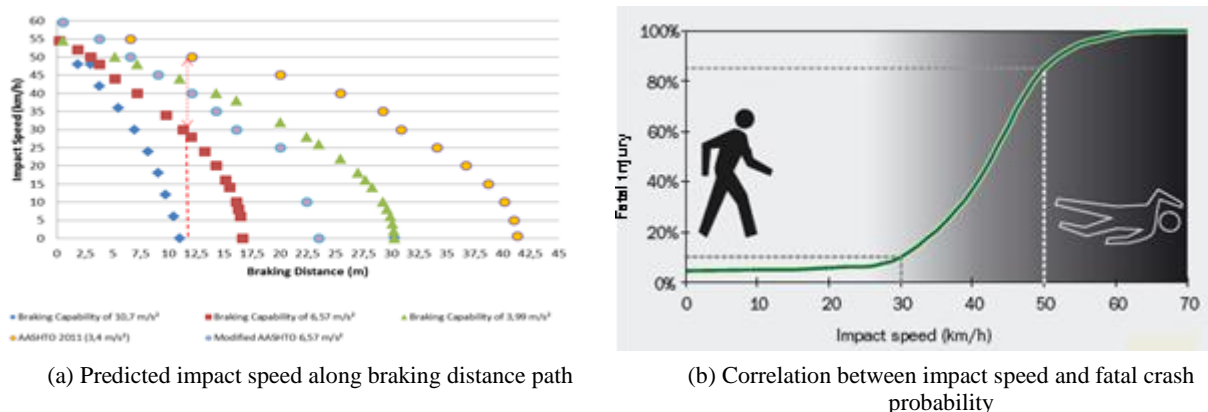 60
55
50
45
40
35
30
25
20
15
10
5
0
Impact Speed (km/h)
0 2,5 5 7,5 10 12,5 15 17,5 20 22,5 25 27,5 30 32,5 35 37,5 40 42,5 45
Braking Distance (m)
Braking Capability of 10,7 m/s² Braking Capability of 6,57 m/s² Braking Capability of 3,99 m/s²
AASHTO 2011 (3,4 m/s²) Modified AASHTO 6,57 m/s²
(a) Predicted impact speed along braking distance path
100%
80%
60%
40%
20%
0%
Fatal Injury
0 10 20 30 40 50 60 70
Impact speed (km/h)
(b) Correlation between impact speed and fatal crash
probability